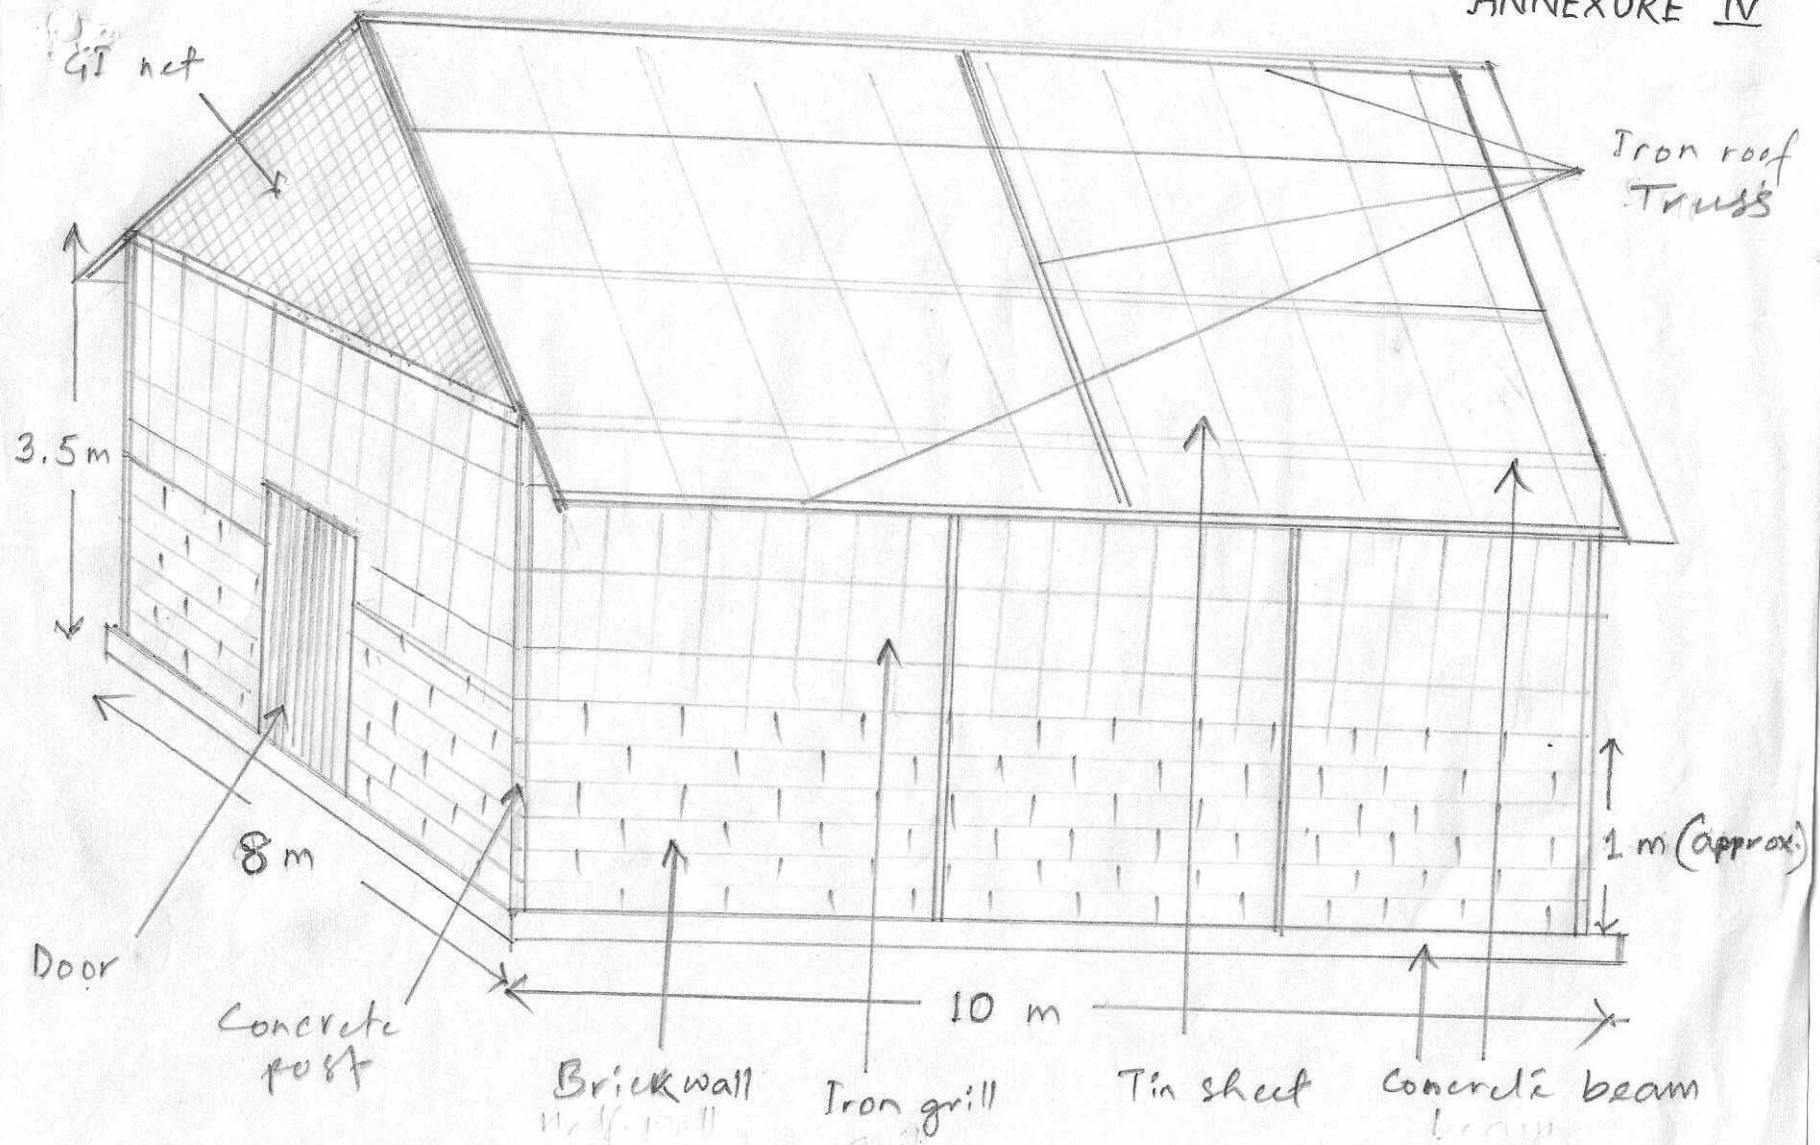 ANNEXURE IV
GI net
Iron roof
Truss
3.5m
8 m
1 m (approx.)
Door
10 m
Concrete
post
Brickwall
Iron grill
Tin sheet
Concrete beam